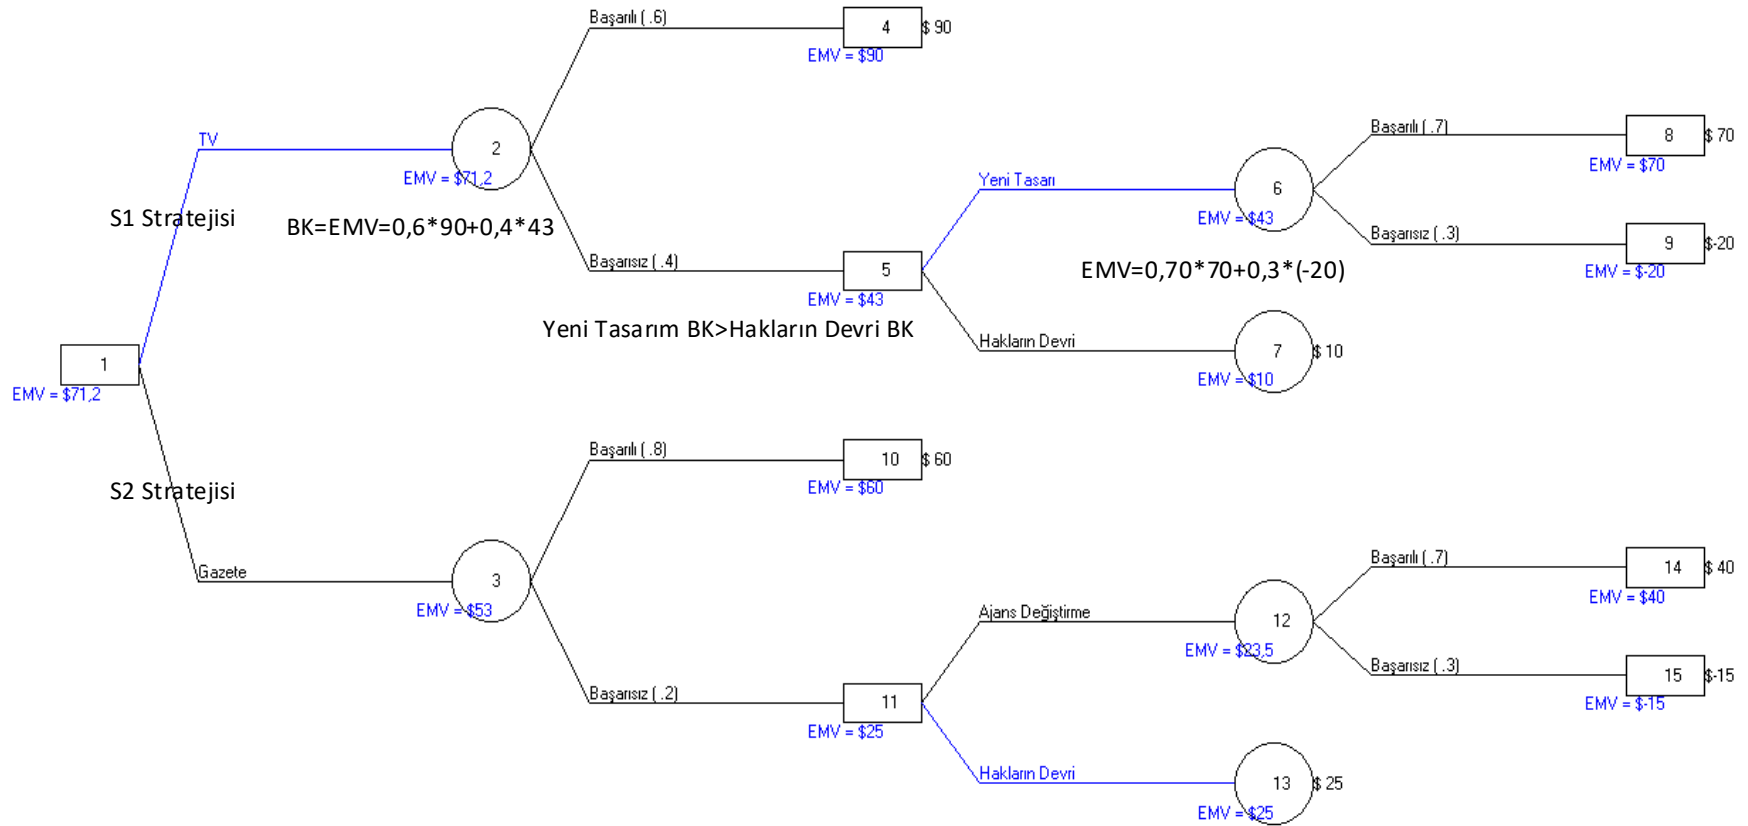 Başarılı ( .6)
4
$ 90
EMV = $90
TV
2
EMV = $71,2
S1 Stratejisi
BK=EMV=0,6*90+0,4*43
Başarısız ( .4)
5
EMV = $43
Yeni Tasarım BK>Hakların Devri BK
Yeni Tasarı
6
EMV = $43
EMV=0,70*70+0,3*(-20)
Başarılı ( .7)
8
$ 70
EMV = $70
Başarısız ( .3)
9
$-20
EMV = $-20
Hakların Devri
7
$ 10
EMV = $10
1
EMV = $71,2
S2 Stratejisi
Gazete
3
EMV = $53
Başarılı ( .8)
10
$ 60
EMV = $60
Başarısız ( .2)
11
EMV = $25
Ajans Değiştirme
12
EMV = $23,5
Başarılı ( .7)
14
$ 40
EMV = $40
Başarısız ( .3)
15
$-15
EMV = $-15
Hakların Devri
13
$ 25
EMV = $25